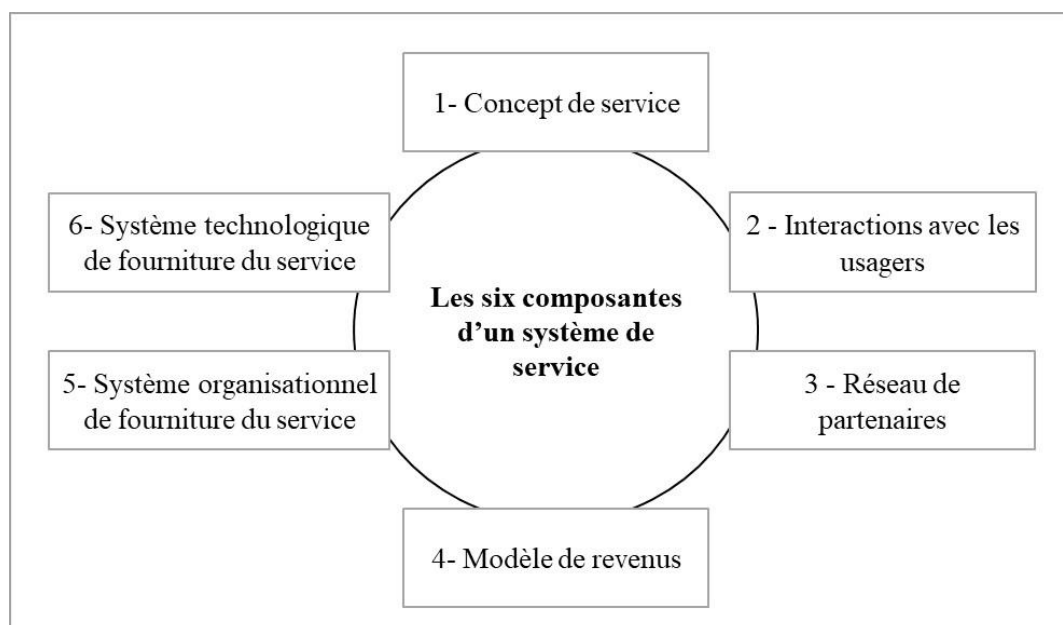 1- Concept de service
2 - Interactions avec les
usagers
3 - Réseau de
partenaires
4- Modèle de revenus
5- Système organisationnel
de fourniture du service
6- Système technologique
de fourniture du service
Les six composantes
d’un système de
service